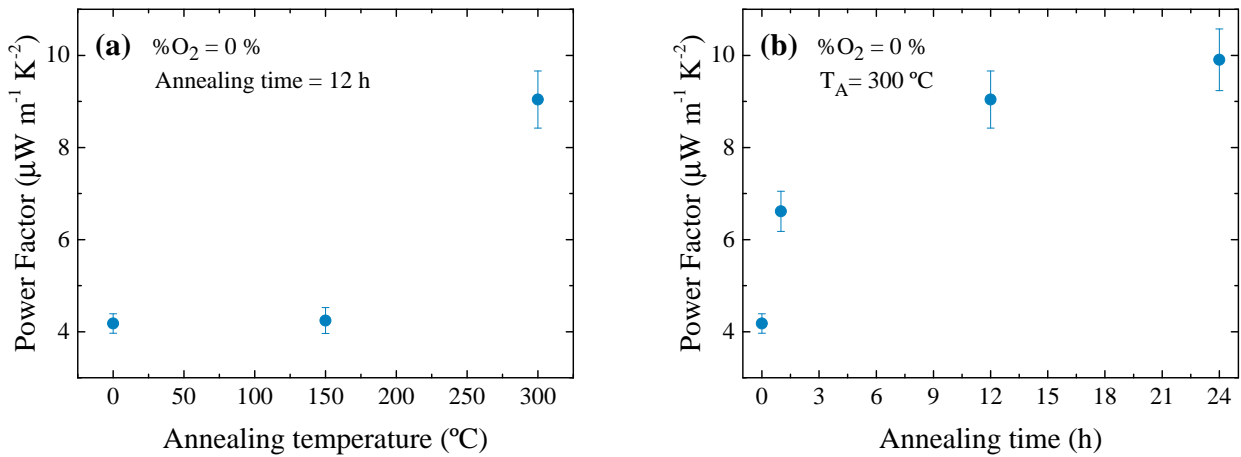 (a) %O2 = 0 %
Annealing time = 12 h
10
8
6
4
Power Factor (µW m-1 K-2)
0 50 100 150 200 250 300
Annealing temperature (ºC)
(b) %O2 = 0 %
TA= 300 ºC
10
8
6
4
Power Factor (µW m-1 K-2)
0 3 6 9 12 15 18 21 24
Annealing time (h)